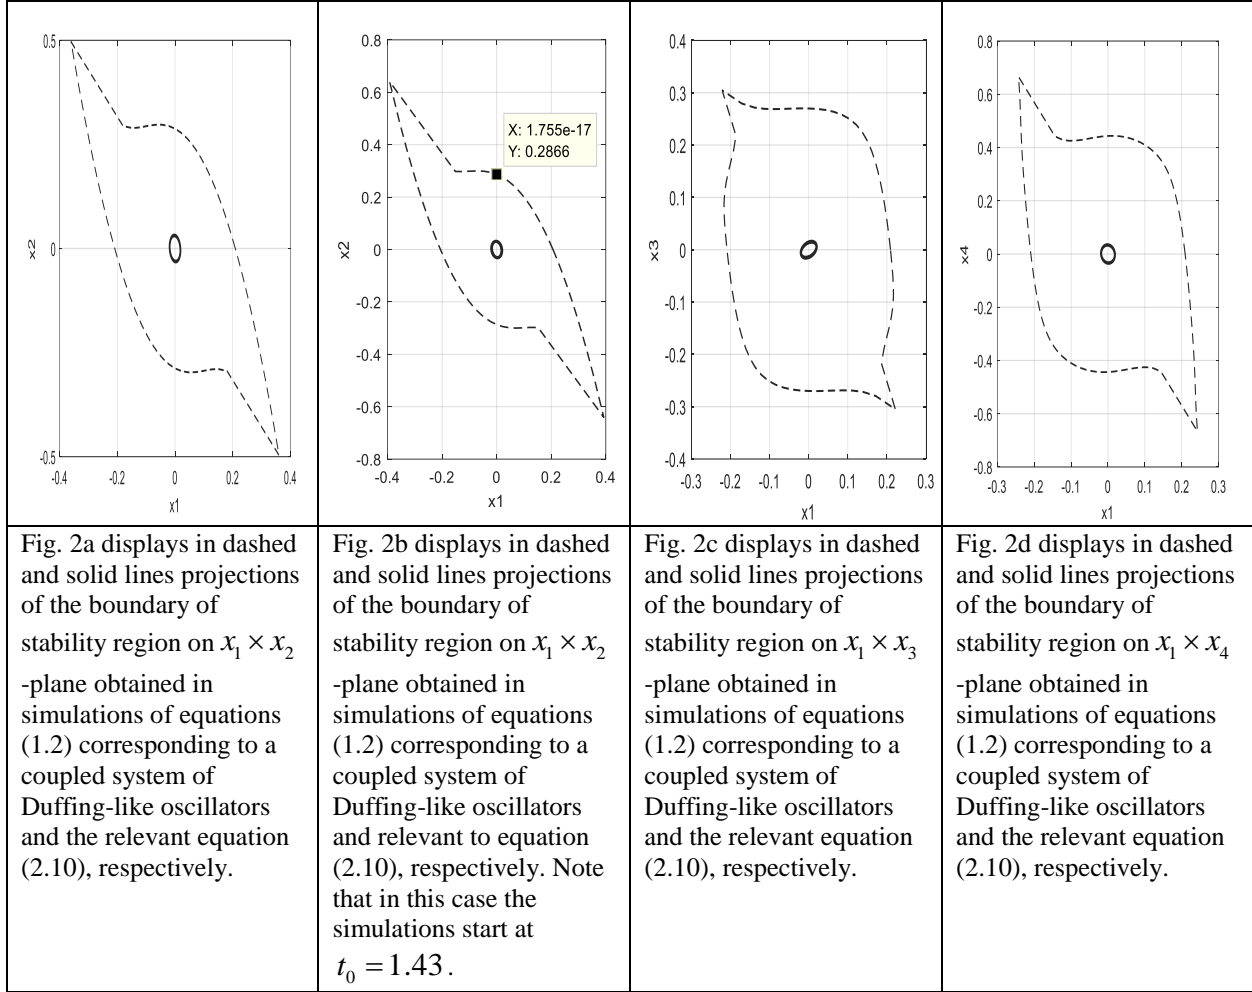 0.5
0
-0.5
-0.4
-0.2
0
0.2
0.4
x2
x1
0.8
0.6
0.4
0.2
0
-0.2
-0.4
-0.6
-0.8
-0.4
-0.2
0
0.2
0.4
x2
x1
X: 1.755e-17
Y: 0.2866
0.4
0.3
0.2
0.1
0
-0.1
-0.2
-0.3
-0.4
-0.3
-0.2
-0.1
0
0.1
0.2
0.3
x3
x1
0.8
0.6
0.4
0.2
0
-0.2
-0.4
-0.6
-0.8
-0.3
-0.2
-0.1
0
0.1
0.2
0.3
x4
x1
Fig. 2a displays in dashed
and solid lines projections
of the boundary of
stability region on x₁ × x₂
-plane obtained in
simulations of equations
(1.2) corresponding to a
coupled system of
Duffing-like oscillators
and the relevant equation
(2.10), respectively.
Fig. 2b displays in dashed
and solid lines projections
of the boundary of
stability region on x₁ × x₂
-plane obtained in
simulations of equations
(1.2) corresponding to a
coupled system of
Duffing-like oscillators
and relevant to equation
(2.10), respectively. Note
that in this case the
simulations start at
t₀ = 1.43 .
Fig. 2c displays in dashed
and solid lines projections
of the boundary of
stability region on x₁ × x₃
-plane obtained in
simulations of equations
(1.2) corresponding to a
coupled system of
Duffing-like oscillators
and the relevant equation
(2.10), respectively.
Fig. 2d displays in dashed
and solid lines projections
of the boundary of
stability region on x₁ × x₄
-plane obtained in
simulations of equations
(1.2) corresponding to a
coupled system of
Duffing-like oscillators
and the relevant equation
(2.10), respectively.